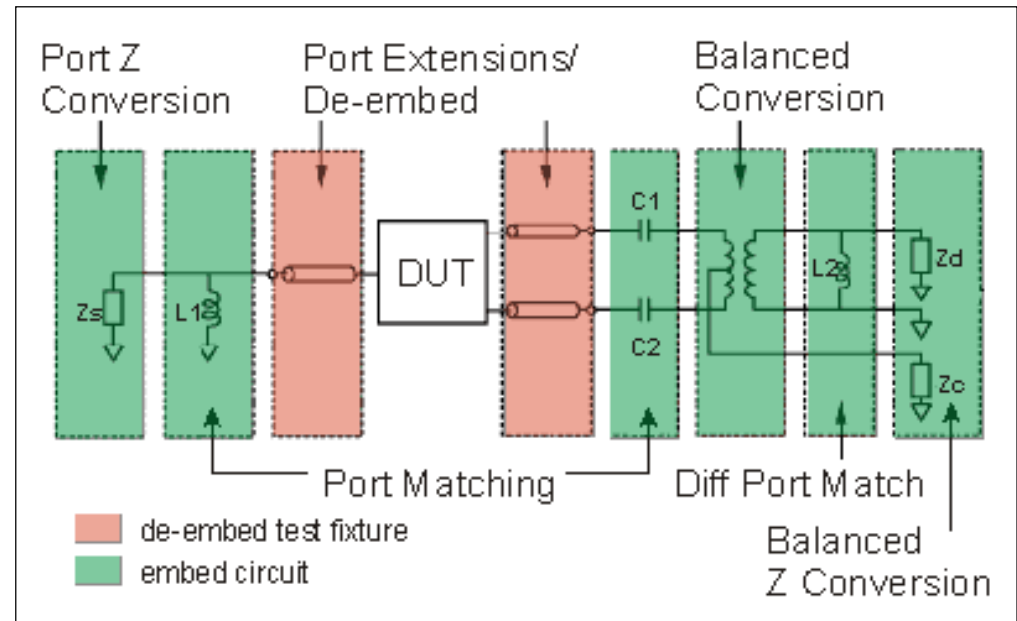 Port Z
Conversion
Port Extensions/
De-embed
Balanced
Conversion
C1
DUT
Zs
L1
L2
Zd
C2
Zc
Port Matching
Diff Port Match
de-embed test fixture
embed circuit
Balanced
Z Conversion